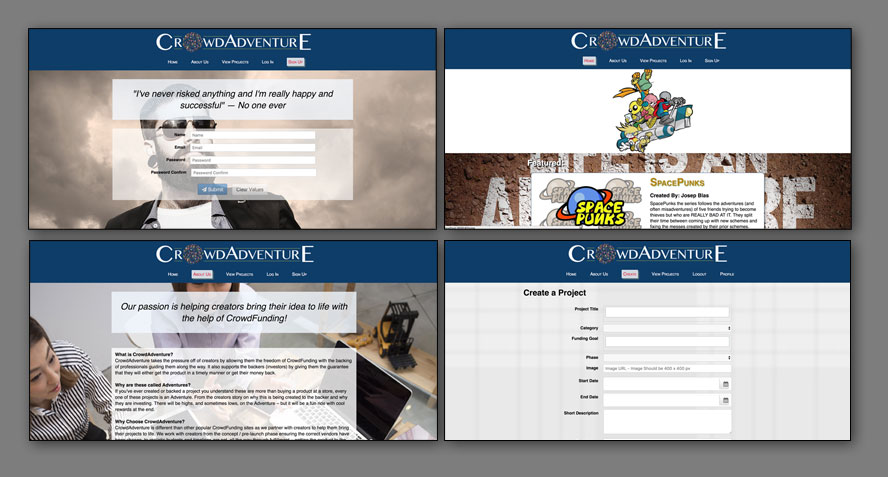 CROWDADVENTURE
Home About Us View Projects Log In Sign Up
"I've never risked anything and I'm really happy and
successful" — No one ever
Name Name
Email Email
Password Password
Password Confirm Password Confirm
Submit Clear Values
CROWDADVENTURE
Home About Us View Projects Log In Sign Up
Featured:
SPACE
PUNKS
SpacePunks
Created By: Josep Blas
SpacePunks the series follows the adventures (and
often misadventures) of five friends trying to become
thieves but who are REALLY BAD AT IT. They split
their time between coming up with new schemes and
fixing the messes created by their prior schemes.
CROWDADVENTURE
Home About Us View Projects Log In Sign Up
Our passion is helping creators bring their idea to life with
the help of CrowdFunding!
What is CrowdAdventure?
CrowdAdventure takes the pressure off of creators by allowing them the freedom of CrowdFunding with the backing
of professionals guiding them along the way. It also supports the backers (investors) by giving them the guarantee
that they will either get the product in a timely manner or get their money back.
Why are these called Adventures?
If you've ever created or backed a project you understand these are more than buying a product at a store, every
one of these projects is an Adventure. From the creators story on why this is being created to the backer and why
they are investing. There will be highs, and sometimes lows, on the Adventure – but it will be a fun ride with cool
rewards at the end.
Why Choose CrowdAdventure?
CrowdAdventure is different than other popular CrowdFunding sites as we partner with creators to help them bring
their projects to life. We work with creators from the concept / pre-launch phase ensuring the correct vendors have
CROWDADVENTURE
Home About Us Create View Projects Logout Profile
Create a Project
Project Title
Category
Funding Goal
Phase
Image Image URL - Image Should be 400 x 400 px
Start Date
End Date
Short Description